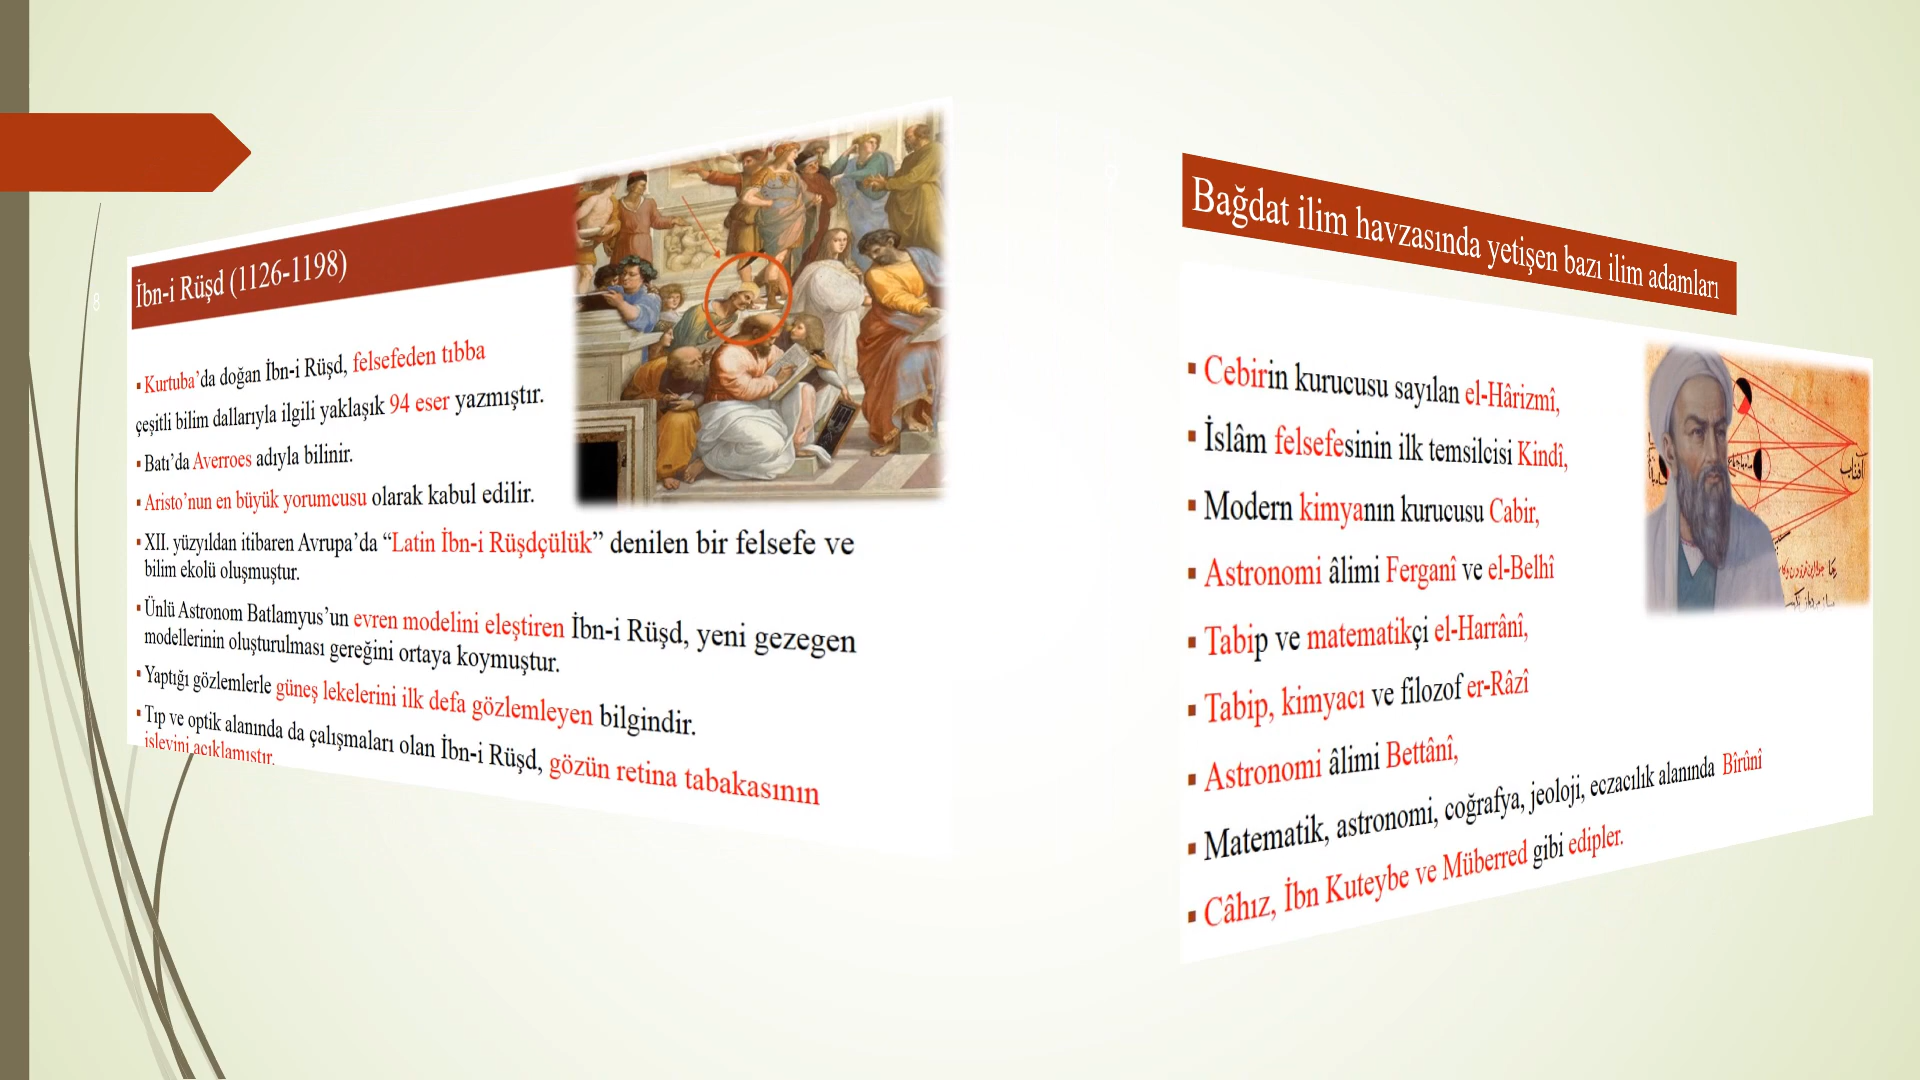 8
İbn-i Rüşd (1126-1198)
▪ Kurtuba’da doğan İbn-i Rüşd, felsefeden tıbba
çeşitli bilim dallarıyla ilgili yaklaşık 94 eser yazmıştır.
▪ Batı’da Averroes adıyla bilinir.
▪ Aristo’nun en büyük yorumcusu olarak kabul edilir.
▪ XII. yüzyıldan itibaren Avrupa’da “Latin İbn-i Rüşdçülük” denilen bir felsefe ve
bilim ekolü oluşmuştur.
▪ Ünlü Astronom Batlamyus’un evren modelini eleştiren İbn-i Rüşd, yeni gezegen
modellerinin oluşturulması gereğini ortaya koymuştur.
▪ Yaptığı gözlemlerle güneş lekelerini ilk defa gözlemleyen bilgindir.
▪ Tıp ve optik alanında da çalışmaları olan İbn-i Rüşd, gözün retina tabakasının
işlevini açıklamıştır.
Bağdat ilim havzasında yetişen bazı ilim adamları
▪ Cebirin kurucusu sayılan el-Hârizmî,
▪ İslâm felsefesinin ilk temsilcisi Kindî,
▪ Modern kimyanın kurucusu Cabir,
▪ Astronomi âlimi Ferganî ve el-Belhî
▪ Tabip ve matematikçi el-Harrânî,
▪ Tabip, kimyacı ve filozof er-Râzî
▪ Astronomi âlimi Bettânî,
▪ Matematik, astronomi, coğrafya, jeoloji, eczacılık alanında Bîrûnî
▪ Câhız, İbn Kuteybe ve Müberred gibi edipler.